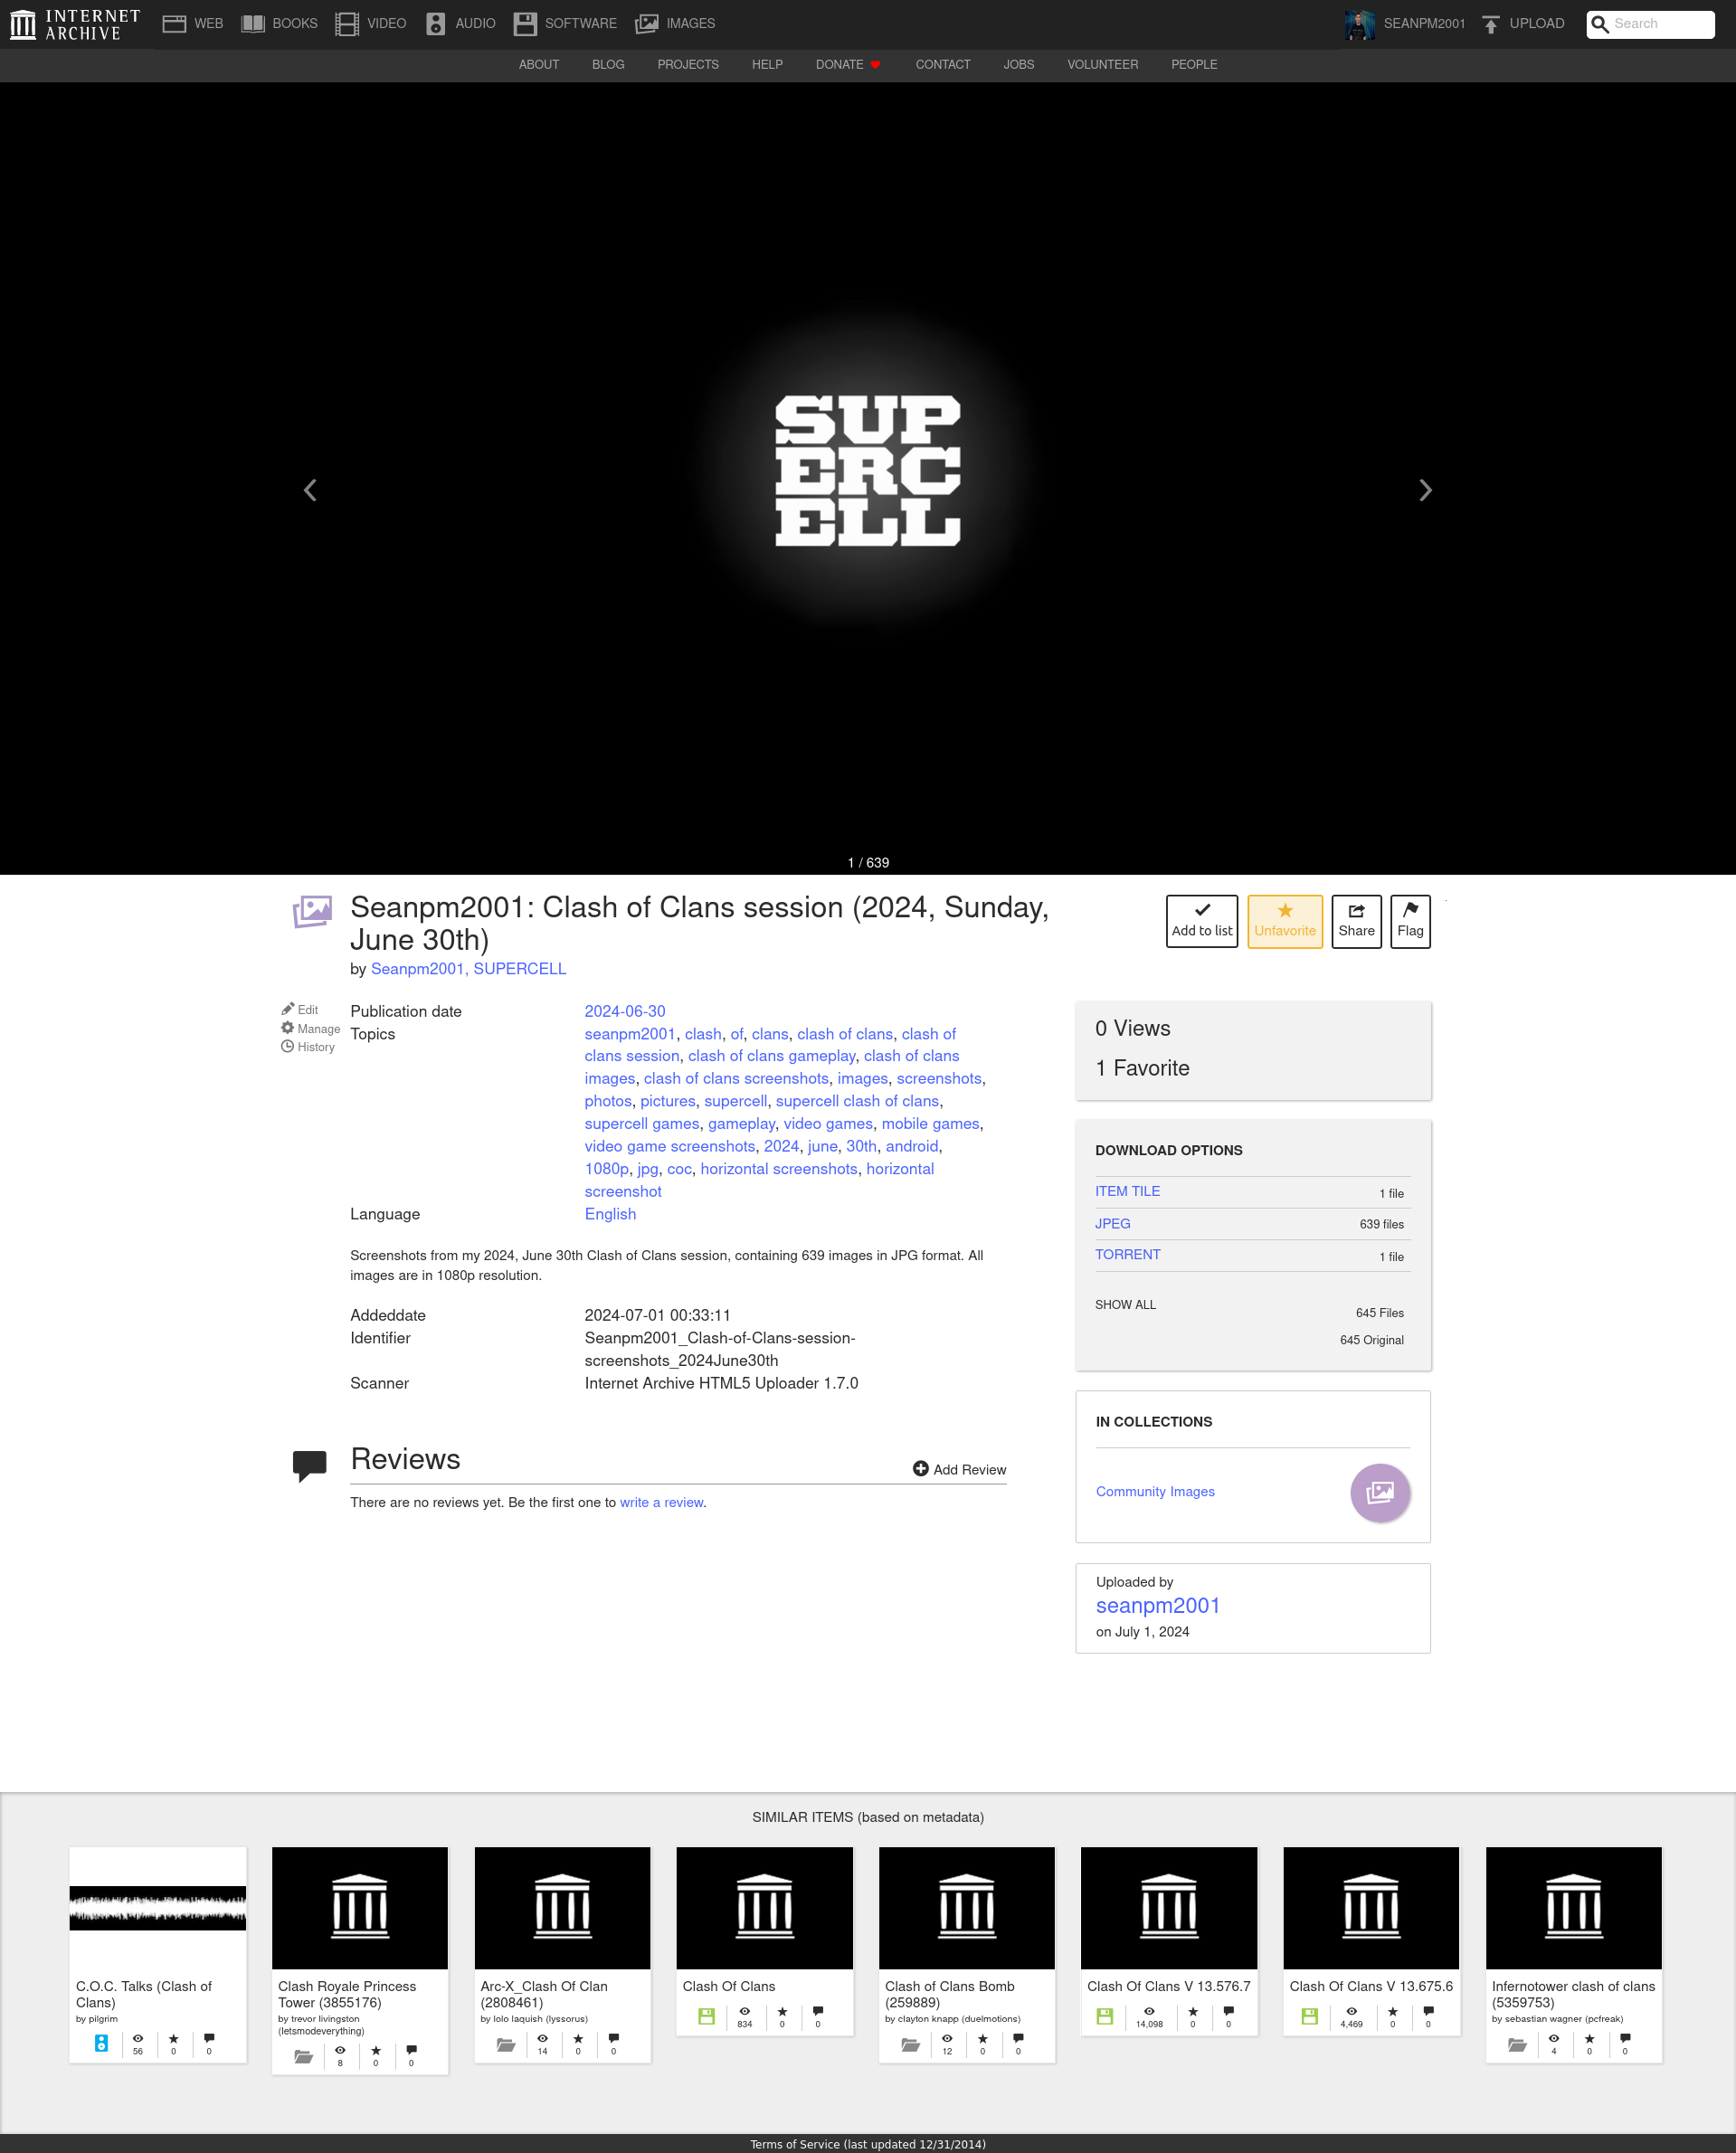 INTERNET
ARCHIVE
WEB BOOKS VIDEO AUDIO SOFTWARE IMAGES SEANPM2001 UPLOAD Search
ABOUT BLOG PROJECTS HELP DONATE CONTACT JOBS VOLUNTEER PEOPLE
SUP
ERC
ELL
1 / 639
Seanpm2001: Clash of Clans session (2024, Sunday,
June 30th)
by Seanpm2001, SUPERCELL
Add to list
Unfavorite
Share
Flag
Edit
Manage
History
Publication date 2024-06-30
Topics seanpm2001, clash, of, clans, clash of clans, clash of
clans session, clash of clans gameplay, clash of clans
images, clash of clans screenshots, images, screenshots,
photos, pictures, supercell, supercell clash of clans,
supercell games, gameplay, video games, mobile games,
video game screenshots, 2024, june, 30th, android,
1080p, jpg, coc, horizontal screenshots, horizontal
screenshot
Language English
Screenshots from my 2024, June 30th Clash of Clans session, containing 639 images in JPG format. All
images are in 1080p resolution.
Addeddate 2024-07-01 00:33:11
Identifier Seanpm2001_Clash-of-Clans-session-
screenshots_2024June30th
Scanner Internet Archive HTML5 Uploader 1.7.0
Reviews
Add Review
There are no reviews yet. Be the first one to write a review.
0 Views
1 Favorite
DOWNLOAD OPTIONS
ITEM TILE 1 file
JPEG 639 files
TORRENT 1 file
SHOW ALL 645 Files
645 Original
IN COLLECTIONS
Community Images
Uploaded by
seanpm2001
on July 1, 2024
SIMILAR ITEMS (based on metadata)
C.O.C. Talks (Clash of
Clans)
by pilgrim
56 0 0
Clash Royale Princess
Tower (3855176)
by trevor livingston
(letsmodeverything)
8 0 0
Arc-X_Clash Of Clan
(2808461)
by lolo laquish (lyssorus)
14 0 0
Clash Of Clans
834 0 0
Clash of Clans Bomb
(259889)
by clayton knapp (duelmotions)
12 0 0
Clash Of Clans V 13.576.7
14,098 0 0
Clash Of Clans V 13.675.6
4,469 0 0
Infernotower clash of clans
(5359753)
by sebastian wagner (pcfreak)
4 0 0
Terms of Service (last updated 12/31/2014)